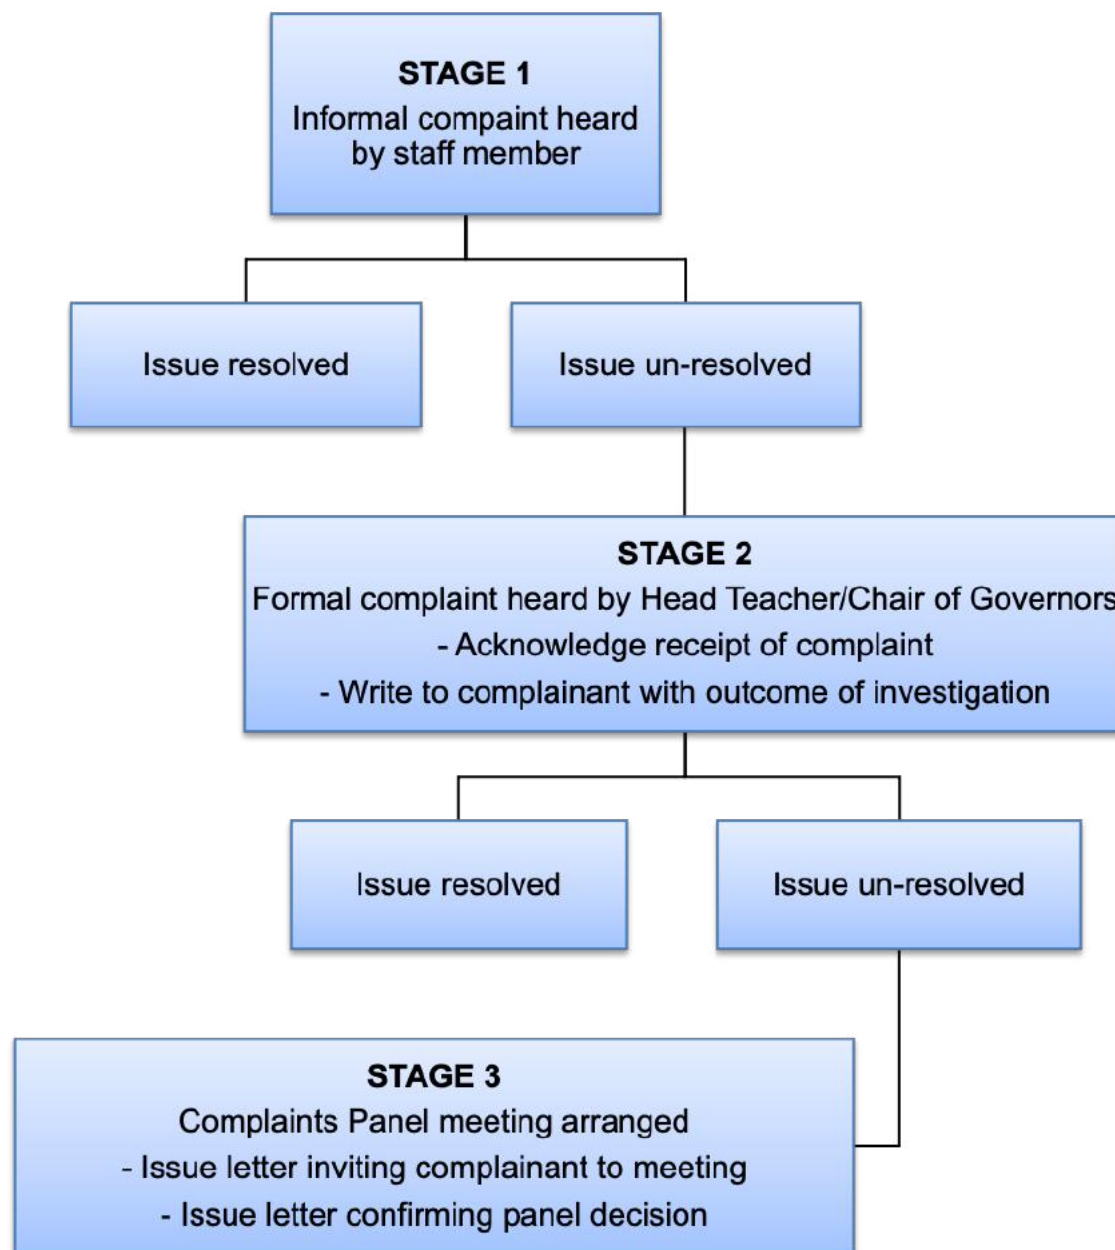 STAGE 1
Informal compaint heard
by staff member
Issue resolved
Issue un-resolved
STAGE 2
Formal complaint heard by Head Teacher/Chair of Governors
- Acknowledge receipt of complaint
- Write to complainant with outcome of investigation
Issue resolved
Issue un-resolved
STAGE 3
Complaints Panel meeting arranged
- Issue letter inviting complainant to meeting
- Issue letter confirming panel decision